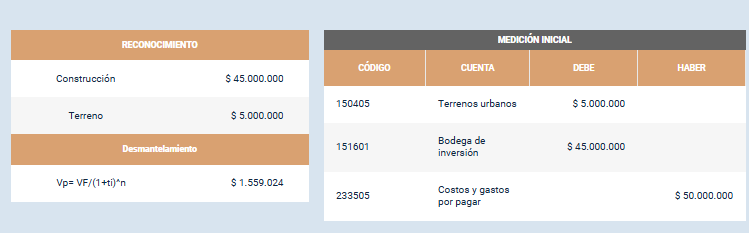 RECONOCIMIENTO
Construcción $ 45.000.000
Terreno $ 5.000.000
Desmantelamiento
Vp= VF/(1+ti)^n $ 1.559.024
MEDICIÓN INICIAL
CÓDIGO CUENTA DEBE HABER
150405 Terrenos urbanos $ 5.000.000
151601 Bodega de
inversión $ 45.000.000
233505 Costos y gastos
por pagar $ 50.000.000